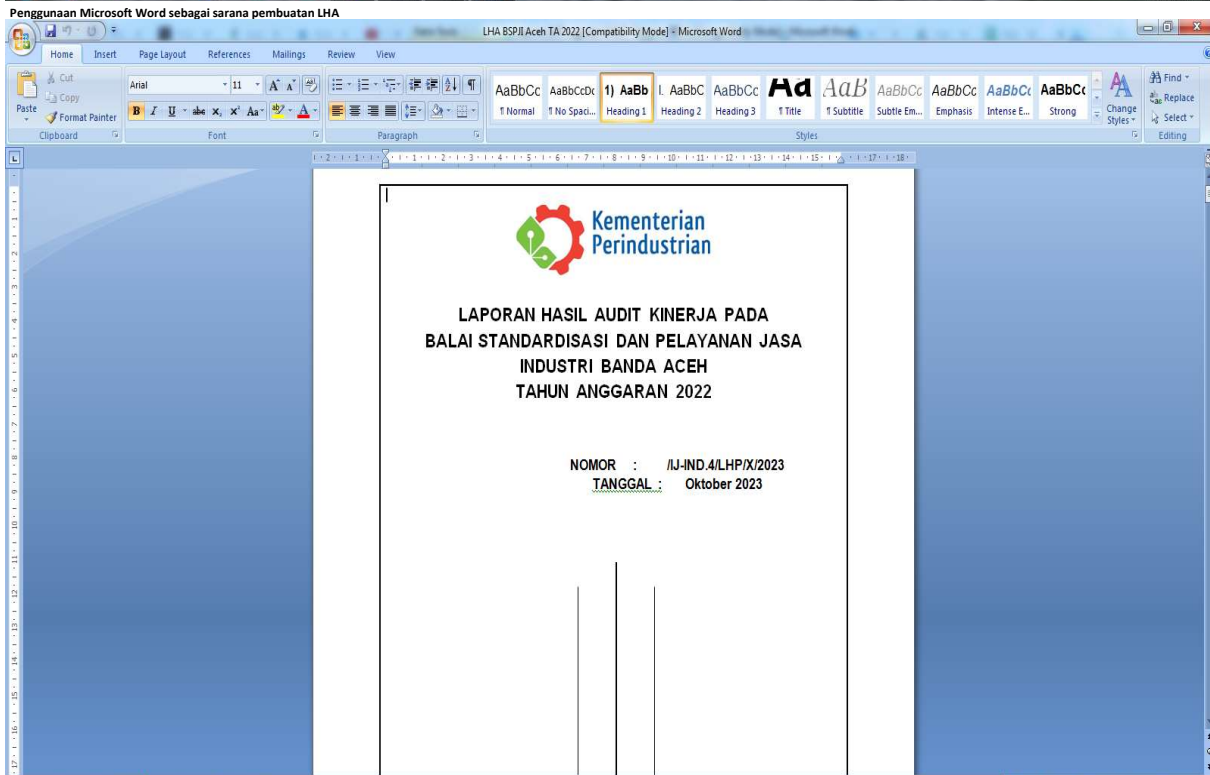 Penggunaan Microsoft Word sebagai sarana pembuatan LHA
LHA BSPJI Aceh TA 2022 [Compatibility Mode] - Microsoft Word
Home Insert Page Layout References Mailings Review View
Paste
Cut
Copy
Format Painter
Clipboard
Arial 11
Font
Paragraph
AaBbCc AaBbCcDc 1) AaBb I. AaBbC AaBbCc Ad AaB AaBbCc AaBbCc AaBbCc AaBbCc
¶ Normal ¶ No Spaci... Heading 1 Heading 2 Heading 3 ¶ Title ¶ Subtitle Subtle Em... Emphasis Intense E... Strong
Change Styles
Styles
Find
Replace
Select
Editing
Kementerian
Perindustrian
LAPORAN HASIL AUDIT KINERJA PADA
BALAI STANDARDISASI DAN PELAYANAN JASA
INDUSTRI BANDA ACEH
TAHUN ANGGARAN 2022
NOMOR : /IJ-IND.4/LHP/X/2023
TANGGAL : Oktober 2023